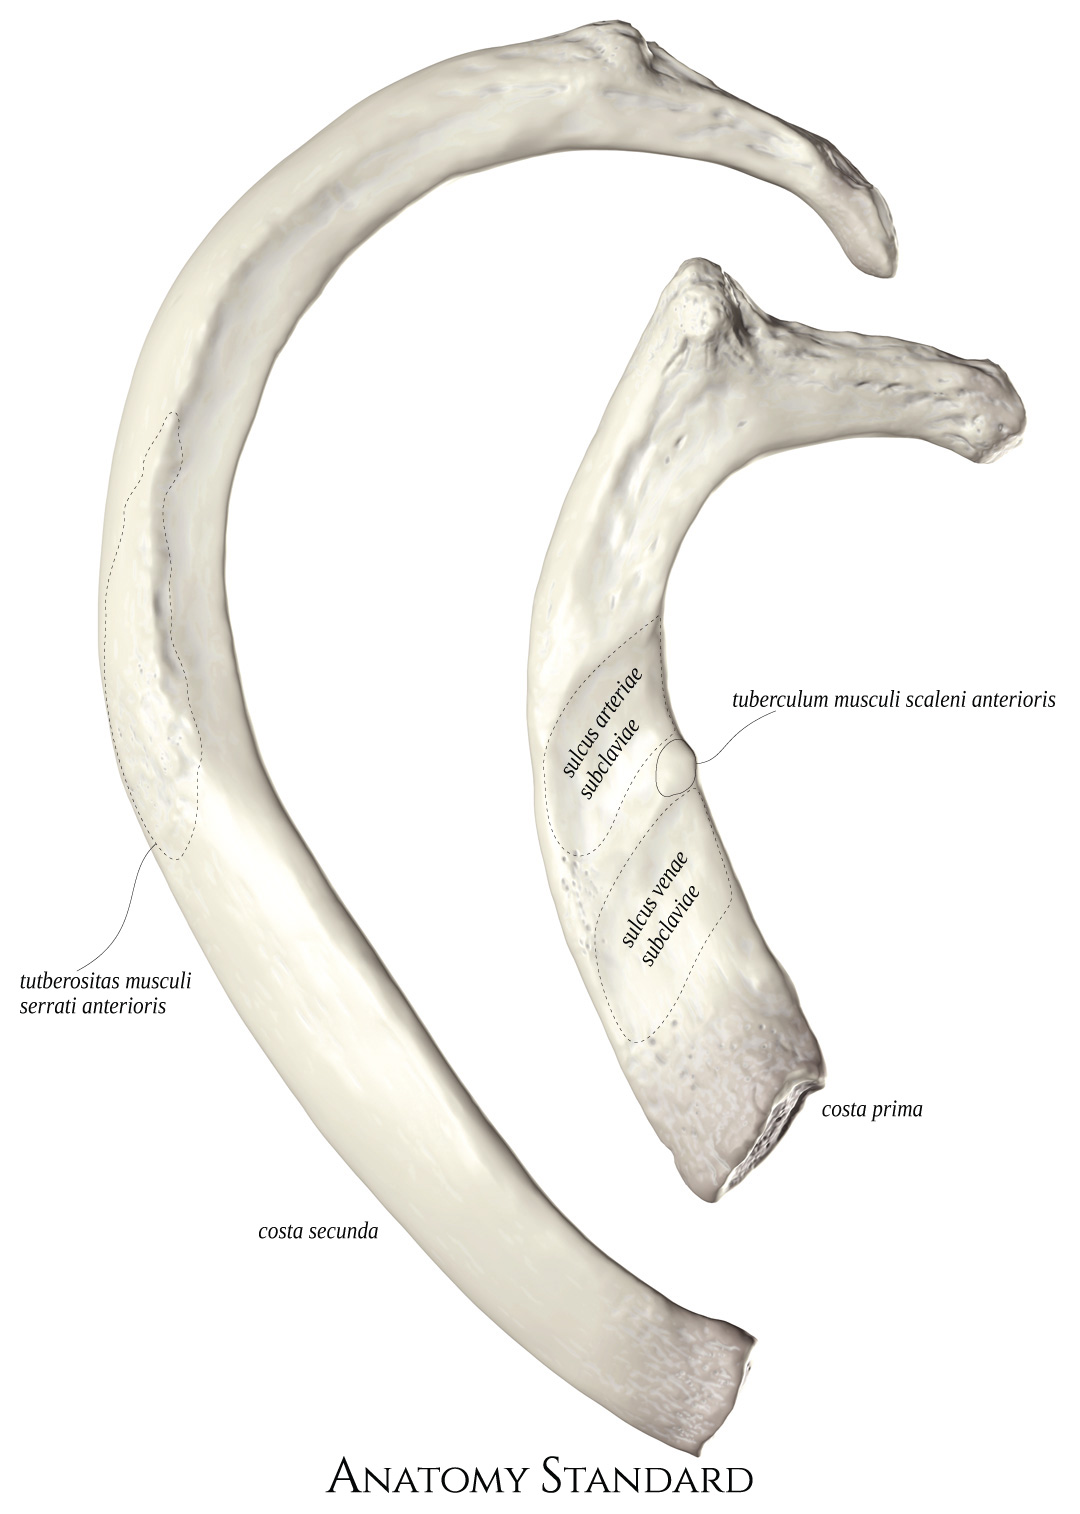 sulcus arteriae
subclaviae
tuberculum musculi scaleni anterioris
sulcus venae
subclaviae
tutberositas musculi
serrati anterioris
costa prima
costa secunda
ANATOMY STANDARD